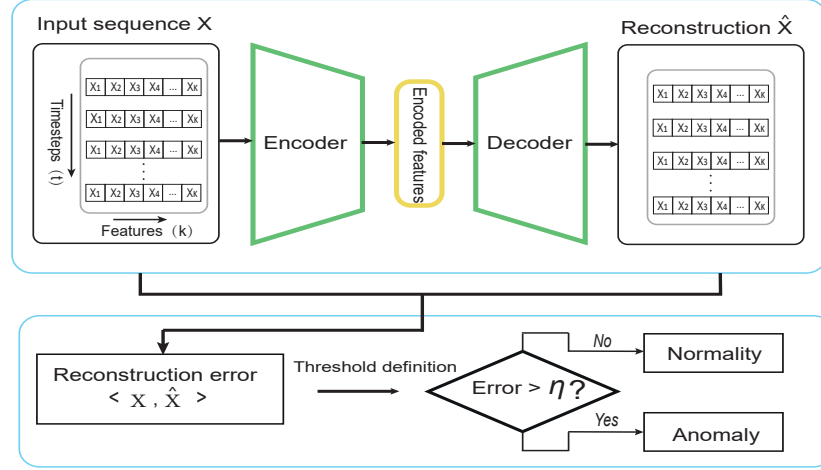 Input sequence X
Reconstruction X̂
X1 X2 X3 X4 ... XK
X1 X2 X3 X4 ... XK
X1 X2 X3 X4 ... XK
⋮
X1 X2 X3 X4 ... XK
Timesteps (t)
Features (k)
Encoder
Enooded features
Decoder
X1 X2 X3 X4 ... XK
X1 X2 X3 X4 ... XK
X1 X2 X3 X4 ... XK
⋮
X1 X2 X3 X4 ... XK
Reconstruction error
< X , X̂ >
Threshold definition
Error > η ?
No
Normality
Yes
Anomaly